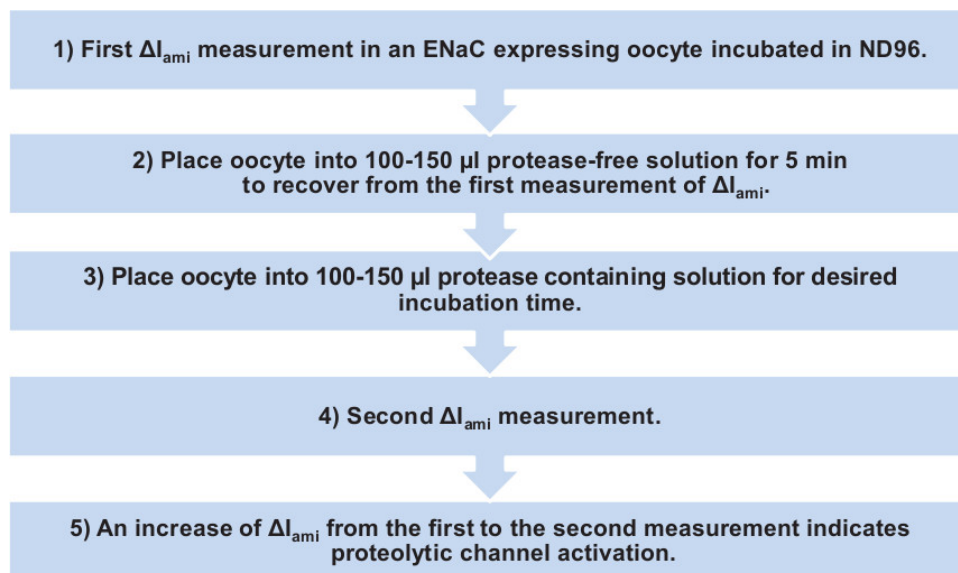 1) First ΔIami measurement in an ENaC expressing oocyte incubated in ND96.
2) Place oocyte into 100-150 µl protease-free solution for 5 min
to recover from the first measurement of ΔIami.
3) Place oocyte into 100-150 µl protease containing solution for desired
incubation time.
4) Second ΔIami measurement.
5) An increase of ΔIami from the first to the second measurement indicates
proteolytic channel activation.